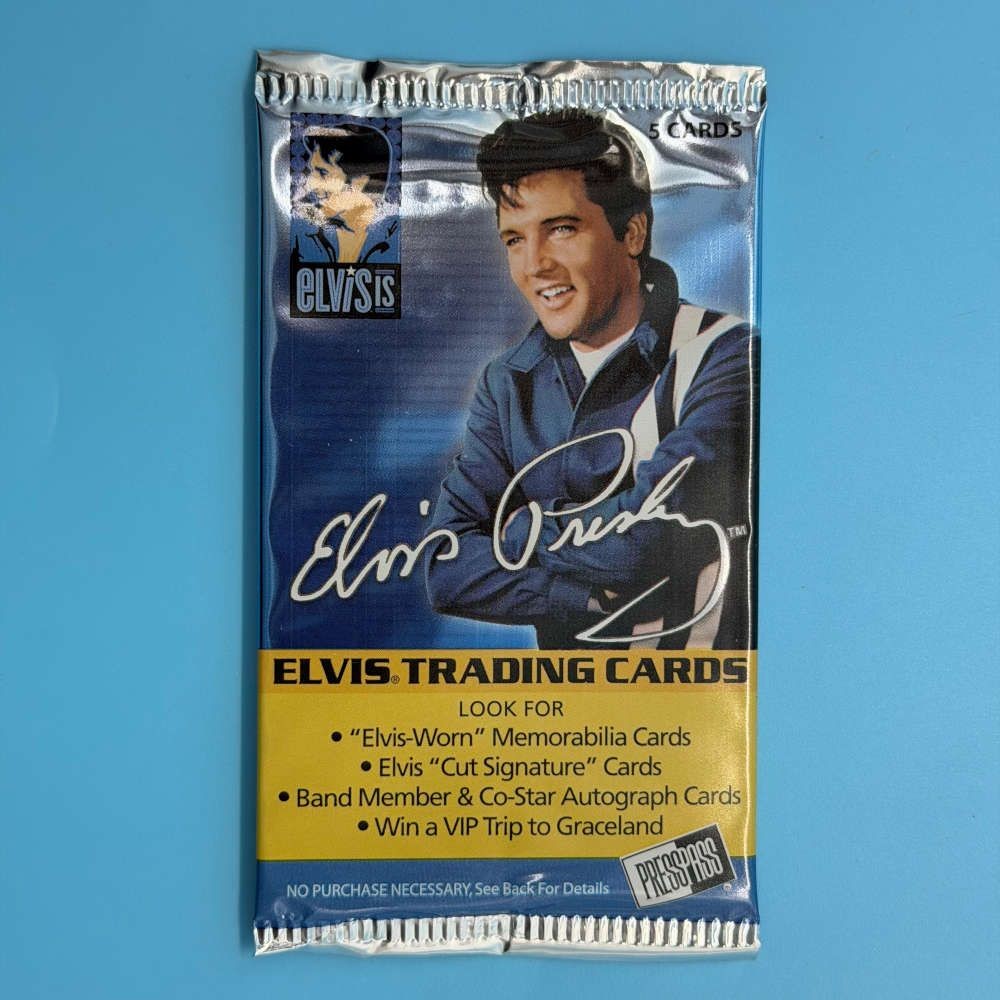 5 CARDS
ELVIS IS
Elvis Presley™
ELVIS® TRADING CARDS
LOOK FOR
• "Elvis-Worn" Memorabilia Cards
• Elvis "Cut Signature" Cards
• Band Member & Co-Star Autograph Cards
• Win a VIP Trip to Graceland
PRESS PASS®
NO PURCHASE NECESSARY, See Back For Details